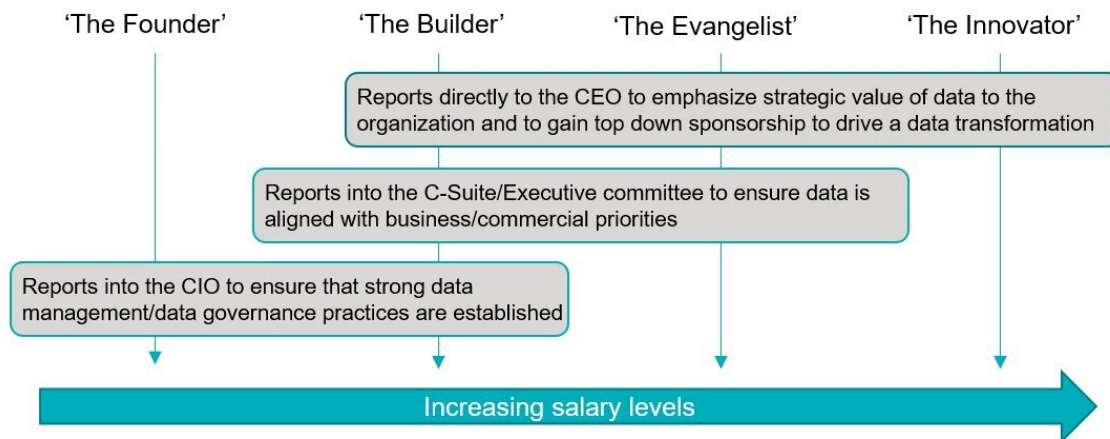 ‘The Founder’ ‘The Builder’ ‘The Evangelist’ ‘The Innovator’
Reports directly to the CEO to emphasize strategic value of data to the
organization and to gain top down sponsorship to drive a data transformation
Reports into the C-Suite/Executive committee to ensure data is
aligned with business/commercial priorities
Reports into the CIO to ensure that strong data
management/data governance practices are established
Increasing salary levels